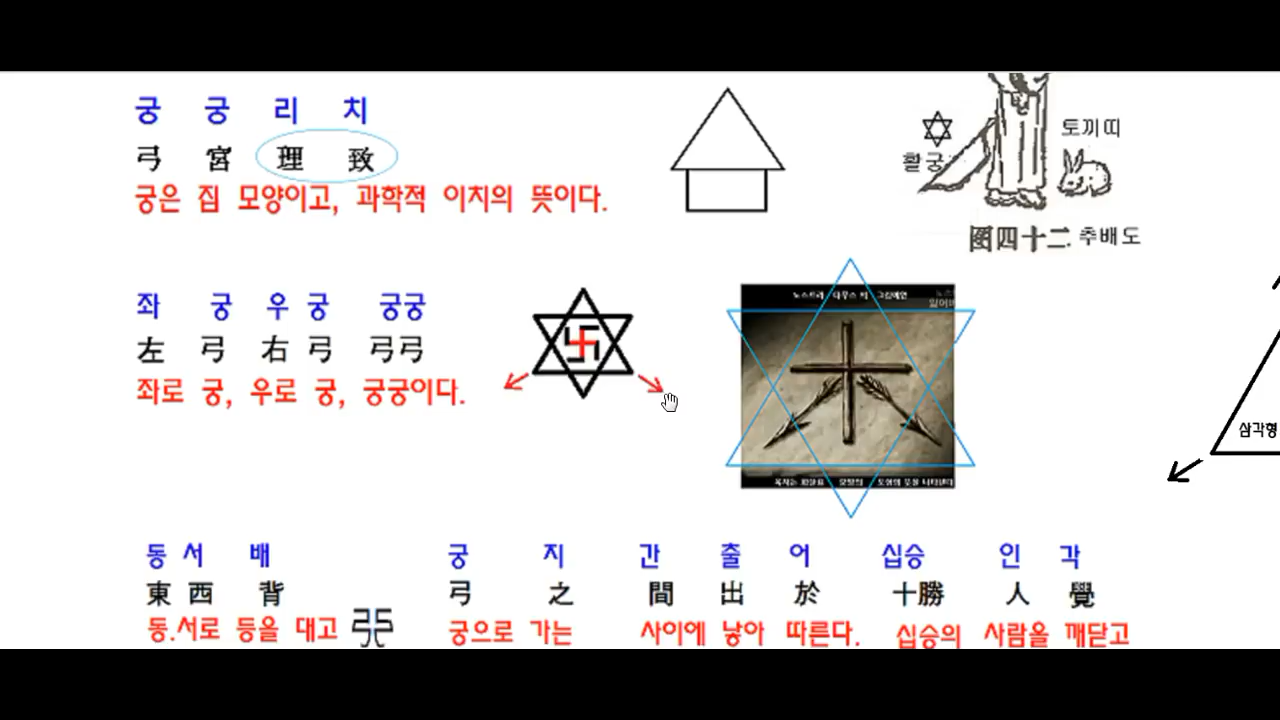 궁 궁 리 치
弓 宮 理 致
궁은 집 모양이고, 과학적 이치의 뜻이다.
토끼띠
활궁
圖四十二 추배도
좌 궁 우 궁 궁궁
左 弓 右 弓 弓弓
좌로 궁, 우로 궁, 궁궁이다.
삼각형
동 서 배 궁 지 간 출 어 십승 인 각
東 西 背 弓 之 間 出 於 十勝 人 覺
동.서로 등을 대고 궁으로 가는 사이에 낳아 따른다. 십승의 사람을 깨닫고